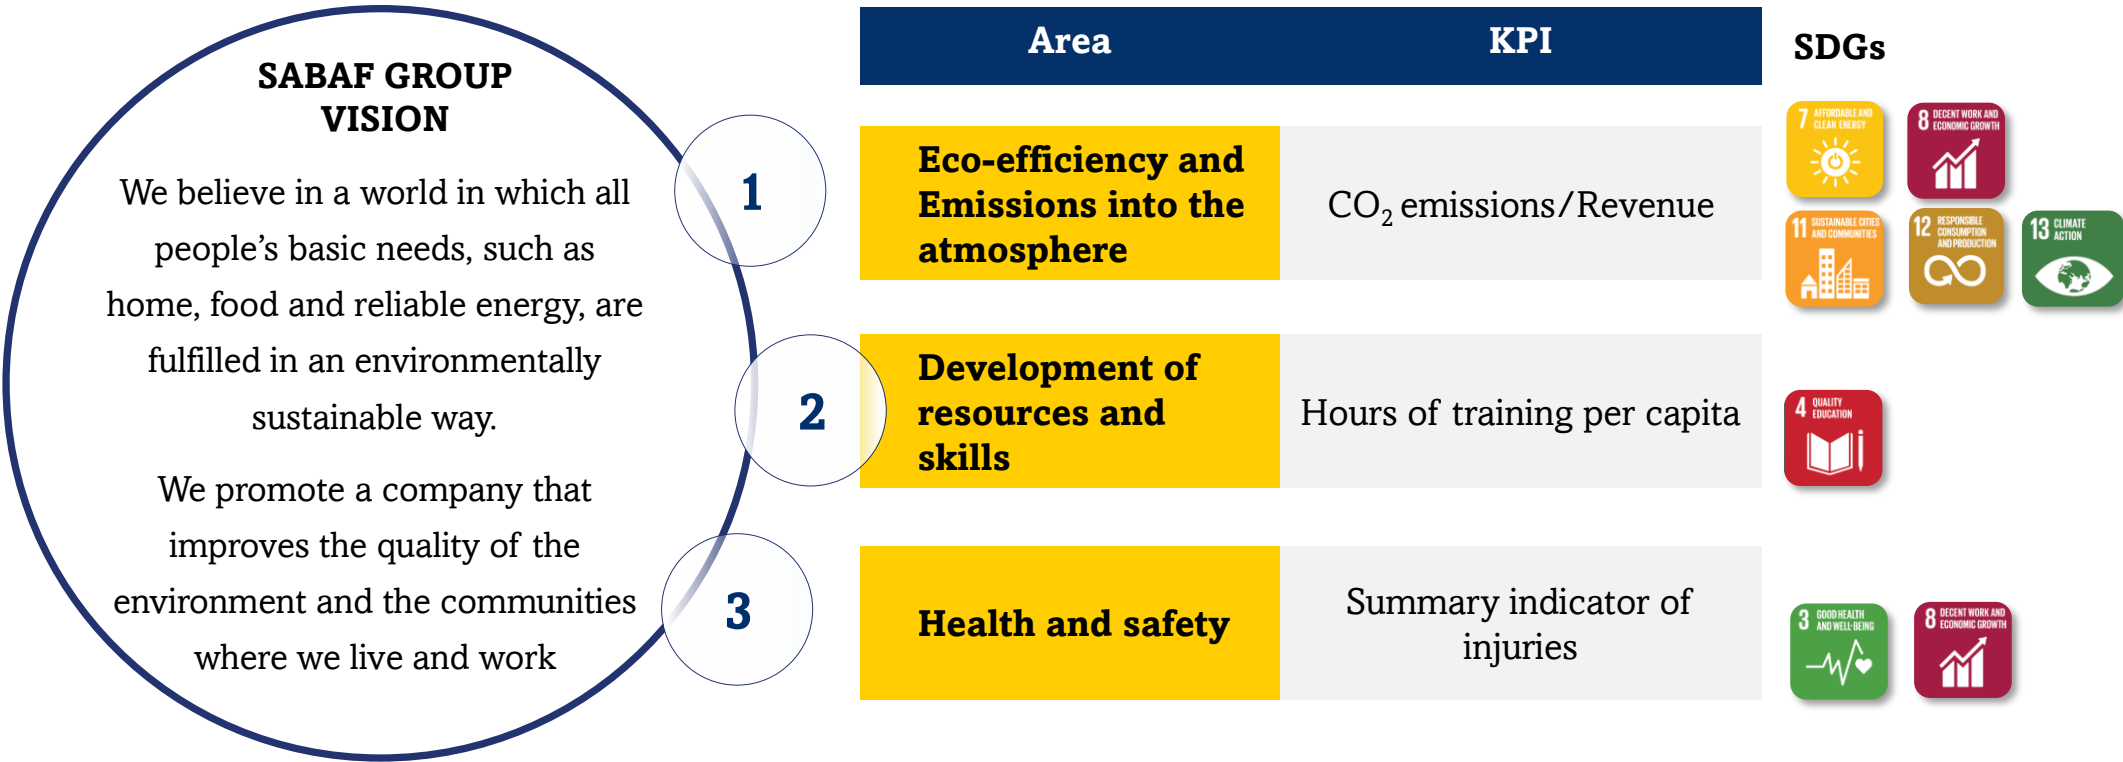 SABAF GROUP
VISION
We believe in a world in which all
people's basic needs, such as
home, food and reliable energy, are
fulfilled in an environmentally
sustainable way.
We promote a company that
improves the quality of the
environment and the communities
where we live and work
Area
KPI
SDGs
1
Eco-efficiency and
Emissions into the
atmosphere
CO₂ emissions/Revenue
7 AFFORDABLE AND
CLEAN ENERGY
8 DECENT WORK AND
ECONOMIC GROWTH
11 SUSTAINABLE CITIES
AND COMMUNITIES
12 RESPONSIBLE
CONSUMPTION
AND PRODUCTION
13 CLIMATE
ACTION
2
Development of
resources and
skills
Hours of training per capita
4 QUALITY
EDUCATION
3
Health and safety
Summary indicator of
injuries
3 GOOD HEALTH
AND WELL-BEING
8 DECENT WORK AND
ECONOMIC GROWTH